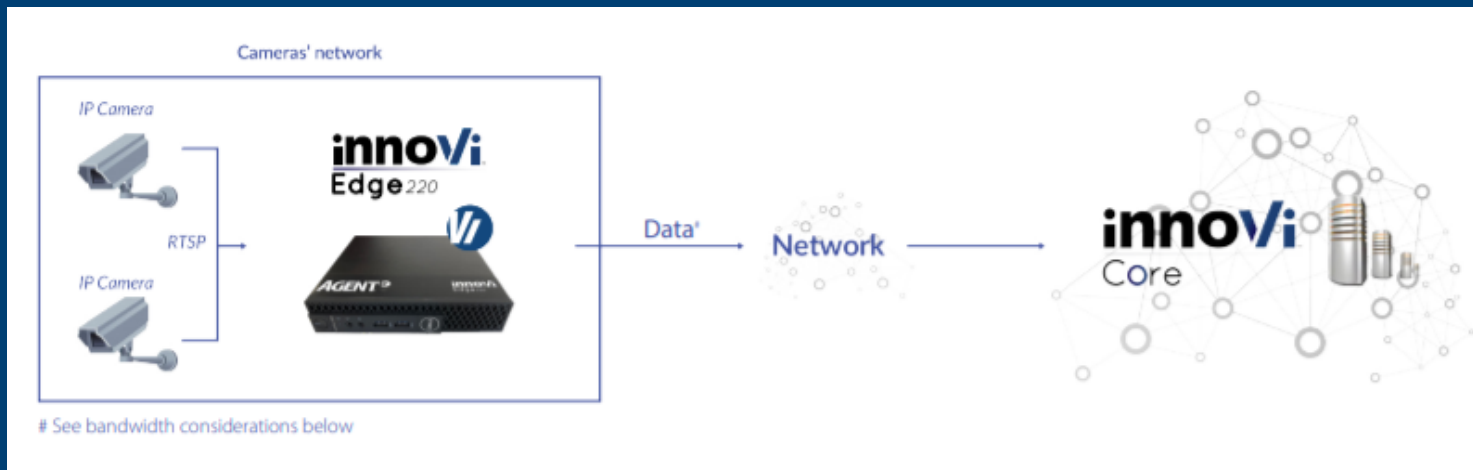 Cameras' network
IP Camera
innoVi
Edge 220
RTSP
IP Camera
AGENT
innoVi
Data#
Network
innoVi
Core
# See bandwidth considerations below